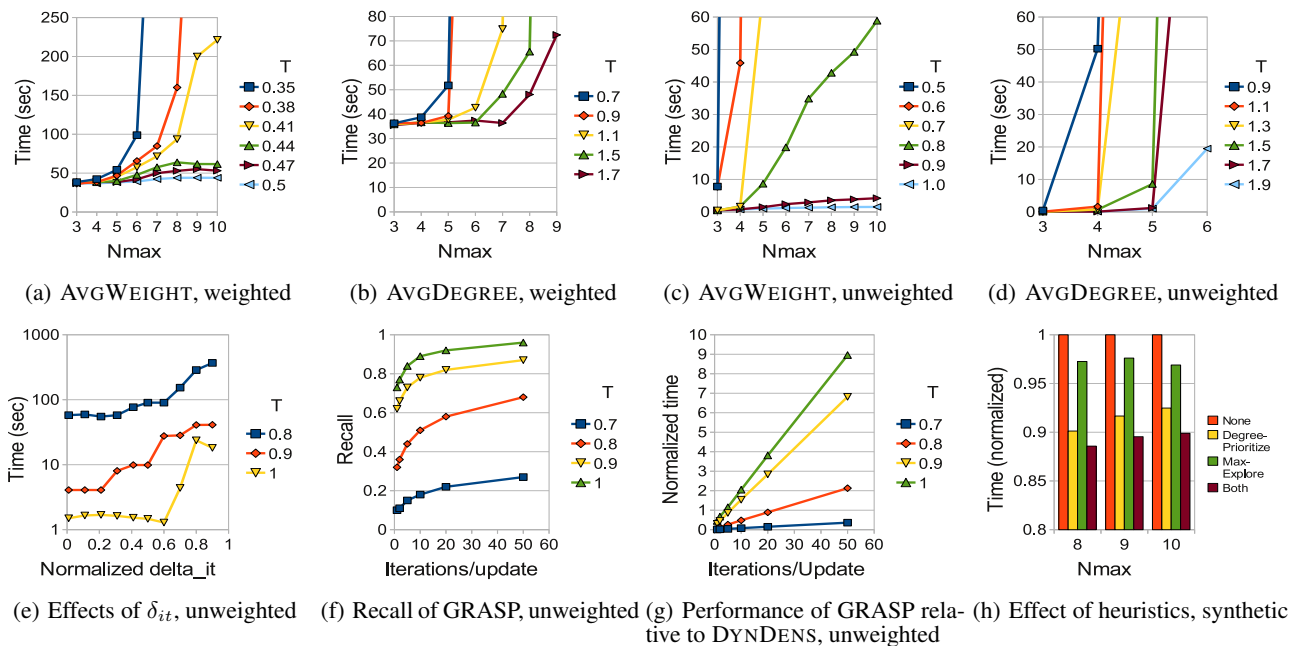 250
200
150
100
50
0
Time (sec)
3 4 5 6 7 8 9 10
Nmax
T
0.35
0.38
0.41
0.44
0.47
0.5
(a) AVGWEIGHT, weighted
80
70
60
50
40
30
20
10
0
Time (sec)
3 4 5 6 7 8 9
Nmax
T
0.7
0.9
1.1
1.5
1.7
(b) AVGDEGREE, weighted
60
50
40
30
20
10
0
Time (sec)
3 4 5 6 7 8 9 10
Nmax
T
0.5
0.6
0.7
0.8
0.9
1.0
(c) AVGWEIGHT, unweighted
60
50
40
30
20
10
0
Time (sec)
3 4 5 6
Nmax
T
0.9
1.1
1.3
1.5
1.7
1.9
(d) AVGDEGREE, unweighted
1000
100
10
1
Time (sec)
0 0.2 0.4 0.6 0.8 1
Normalized delta_it
T
0.8
0.9
1
(e) Effects of δit, unweighted
1
0.8
0.6
0.4
0.2
0
Recall
0 10 20 30 40 50 60
Iterations/update
T
0.7
0.8
0.9
1
(f) Recall of GRASP, unweighted
10
9
8
7
6
5
4
3
2
1
0
Normalized time
0 10 20 30 40 50 60
Iterations/Update
T
0.7
0.8
0.9
1
(g) Performance of GRASP rela-
tive to DYNDENS, unweighted
1
0.95
0.9
0.85
0.8
Time (normalized)
8 9 10
Nmax
None
Degree-
Prioritize
Max-
Explore
Both
(h) Effect of heuristics, synthetic